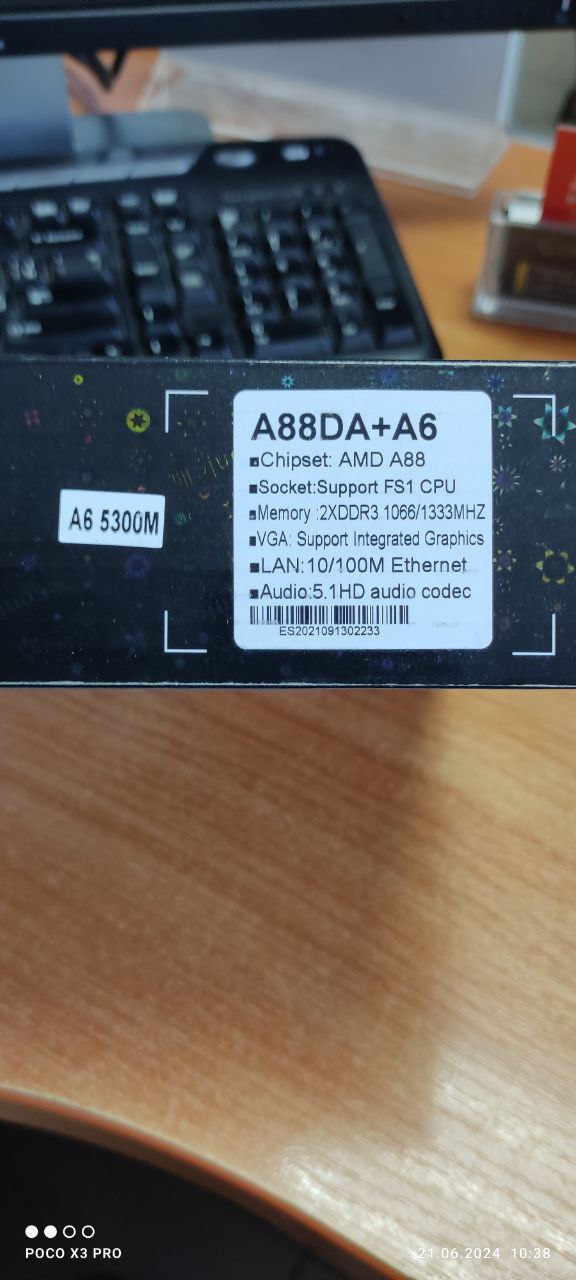 A88DA+A6
■Chipset: AMD A88
■Socket:Support FS1 CPU
■Memory :2XDDR3 1066/1333MHZ
■VGA: Support Integrated Graphics
■LAN:10/100M Ethernet
■Audio:5.1HD audio codec
ES2021091302233
A6 5300M
POCO X3 PRO
21.06.2024 10:38